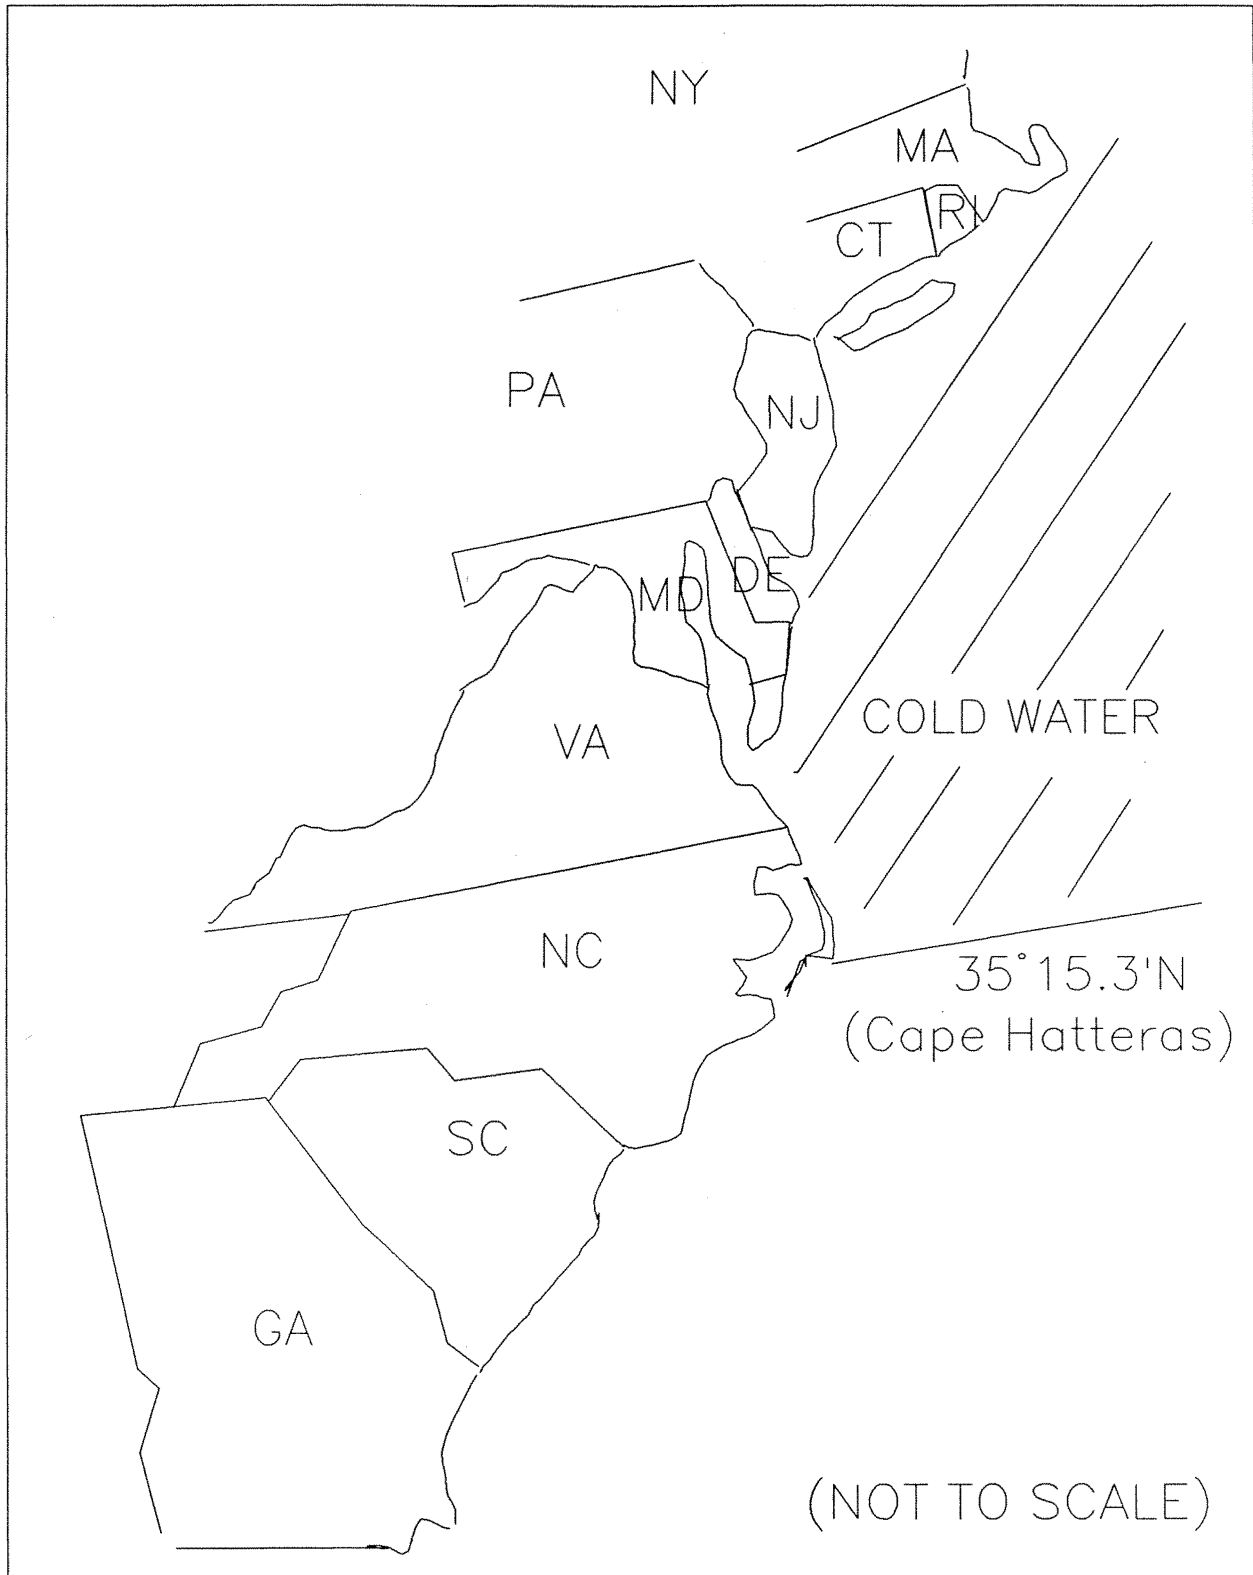 NY
MA
RI
CT
PA
NJ
DE
MD
COLD WATER
VA
NC
35°15.3'N
(Cape Hatteras)
SC
GA
(NOT TO SCALE)